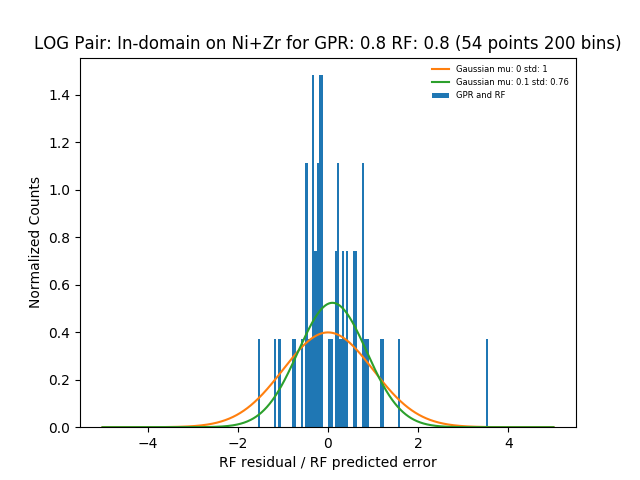 LOG Pair: In-domain on Ni+Zr for GPR: 0.8 RF: 0.8 (54 points 200 bins)
Gaussian mu: 0 std: 1
Gaussian mu: 0.1 std: 0.76
GPR and RF
Normalized Counts
1.4
1.2
1.0
0.8
0.6
0.4
0.2
0.0
−4 −2 0 2 4
RF residual / RF predicted error